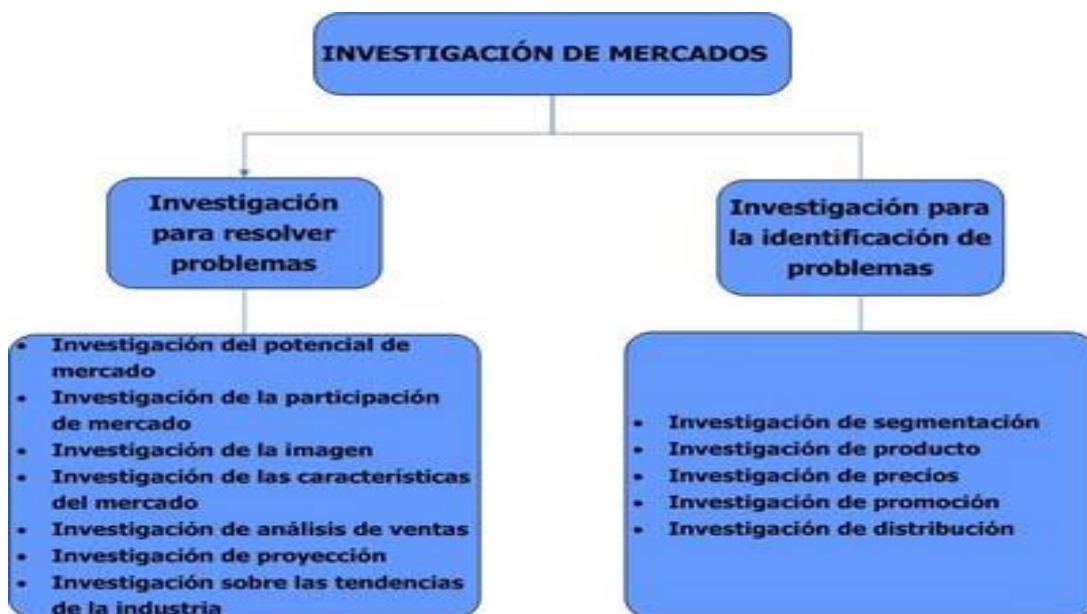 INVESTIGACIÓN DE MERCADOS
Investigación
para resolver
problemas
Investigación para
la identificación de
problemas
• Investigación del potencial de
mercado
• Investigación de la participación
de mercado
• Investigación de la imagen
• Investigación de las características
del mercado
• Investigación de análisis de ventas
• Investigación de proyección
• Investigación sobre las tendencias
de la industria
• Investigación de segmentación
• Investigación de producto
• Investigación de precios
• Investigación de promoción
• Investigación de distribución